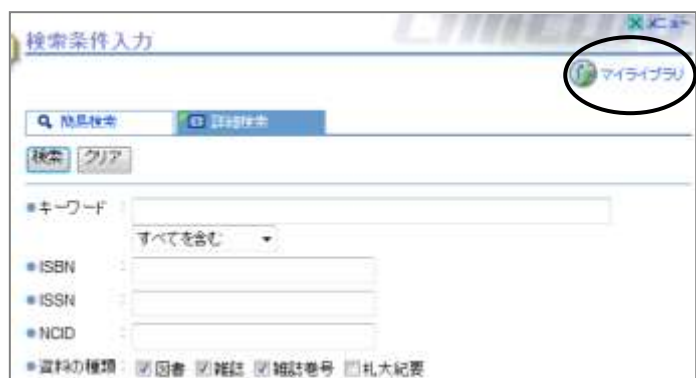 メニュー
検索条件入力
マイライブラリ
簡易検索 詳細検索
検索 クリア
キーワード :
すべてを含む
ISBN :
ISSN :
NCID :
資料の種類 : 図書 雑誌 雑誌巻号 札大紀要